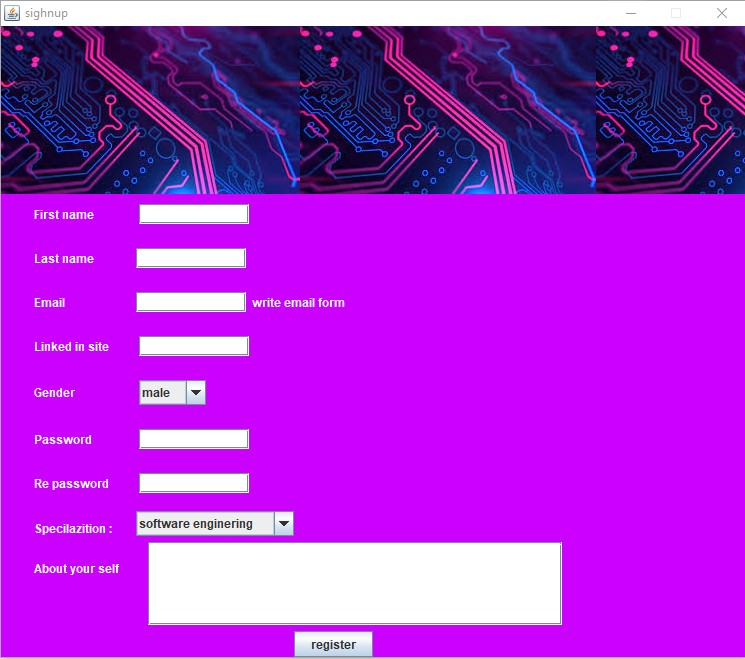 sighnup
First name
Last name
Email write email form
Linked in site
Gender male
Password
Re password
Specilazition : software enginering
About your self
register